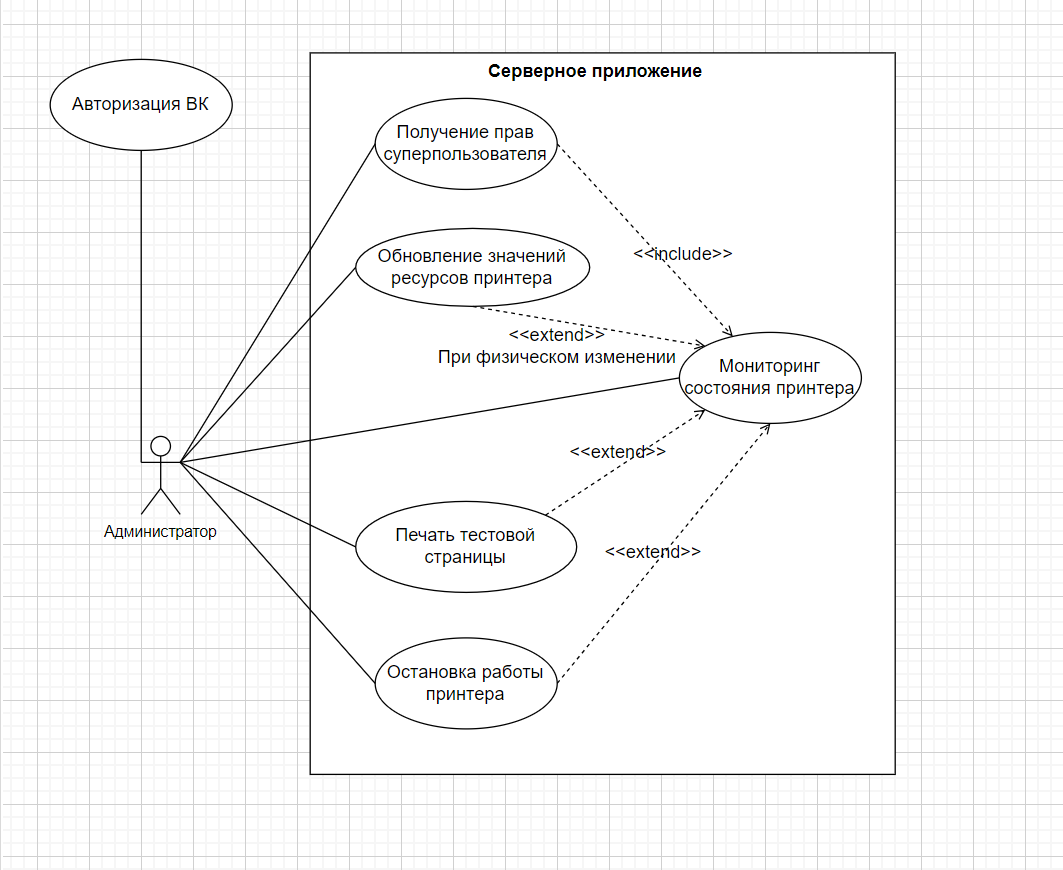 Серверное приложение
Авторизация ВК
Получение прав
суперпользователя
<<include>>
Обновление значений
ресурсов принтера
<<extend>>
При физическом изменении
Мониторинг
состояния принтера
<<extend>>
Администратор
Печать тестовой
страницы
<<extend>>
Остановка работы
принтера